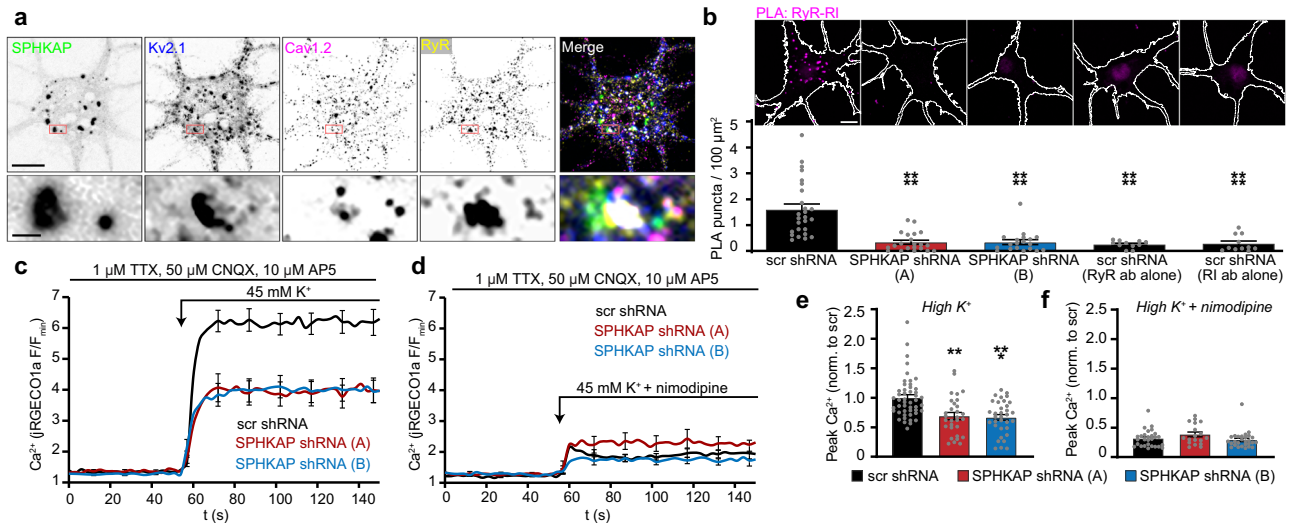 a
SPHKAP
Kv2.1
Cav1.2
RyR
Merge
b
PLA: RyR-RI
PLA puncta / 100 µm²
5
4
3
2
1
0
**
**
**
**
**
**
**
**
scr shRNA
SPHKAP shRNA
(A)
SPHKAP shRNA
(B)
scr shRNA
(RyR ab alone)
scr shRNA
(RI ab alone)
c
1 µM TTX, 50 µM CNQX, 10 µM AP5
45 mM K⁺
Ca²⁺ (jRGECO1a F/Fmin)
7
6
5
4
3
2
1
scr shRNA
SPHKAP shRNA (A)
SPHKAP shRNA (B)
0 20 40 60 80 100 120 140
t (s)
d
1 µM TTX, 50 µM CNQX, 10 µM AP5
scr shRNA
SPHKAP shRNA (A)
SPHKAP shRNA (B)
45 mM K⁺ + nimodipine
Ca²⁺ (jRGECO1a F/Fmin)
7
6
5
4
3
2
1
0 20 40 60 80 100 120 140
t (s)
e
High K⁺
Peak Ca²⁺ (norm. to scr)
2.5
2.0
1.5
1.0
0.5
0
**
**
*
f
High K⁺ + nimodipine
Peak Ca²⁺ (norm. to scr)
2.5
2.0
1.5
1.0
0.5
0
scr shRNA
SPHKAP shRNA (A)
SPHKAP shRNA (B)